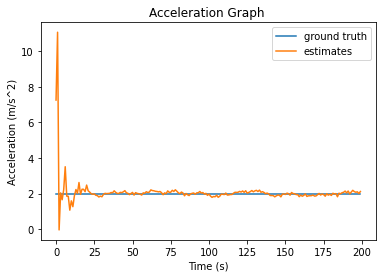 Acceleration Graph
ground truth
estimates
Acceleration (m/s^2)
10
8
6
4
2
0
0 25 50 75 100 125 150 175 200
Time (s)